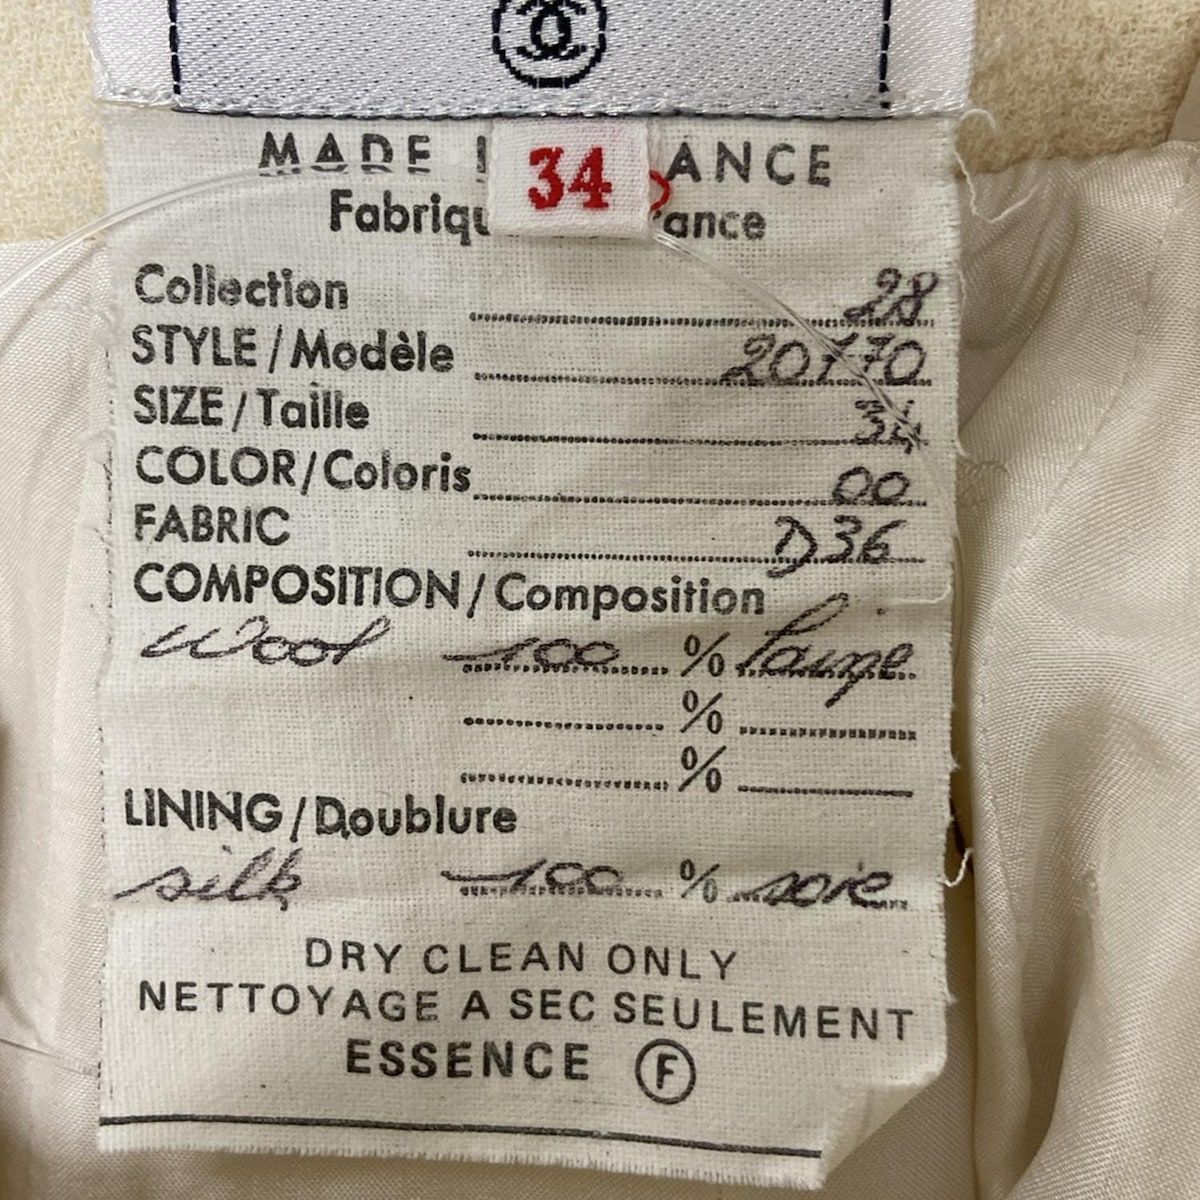 MADE ANCE
34
Fabriqu ance
Collection 28
STYLE/Modèle 20170
SIZE/Taille 34
COLOR/Coloris 00
FABRIC D36
COMPOSITION/Composition
Wool 100 % laine
%
%
LINING/Doublure
silk 100 % soie
DRY CLEAN ONLY
NETTOYAGE A SEC SEULEMENT
ESSENCE F